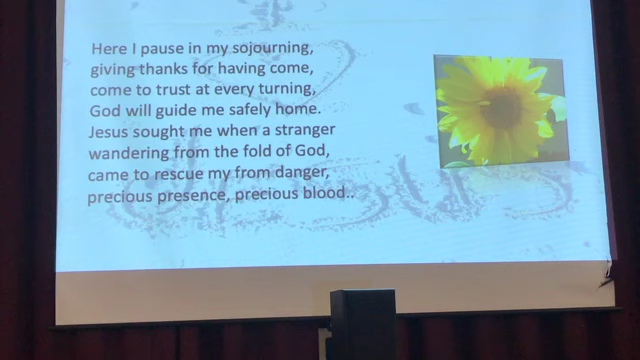 Here I pause in my sojourning,
giving thanks for having come,
come to trust at every turning,
God will guide me safely home.
Jesus sought me when a stranger
wandering from the fold of God,
came to rescue my from danger,
precious presence, precious blood..
Jesus